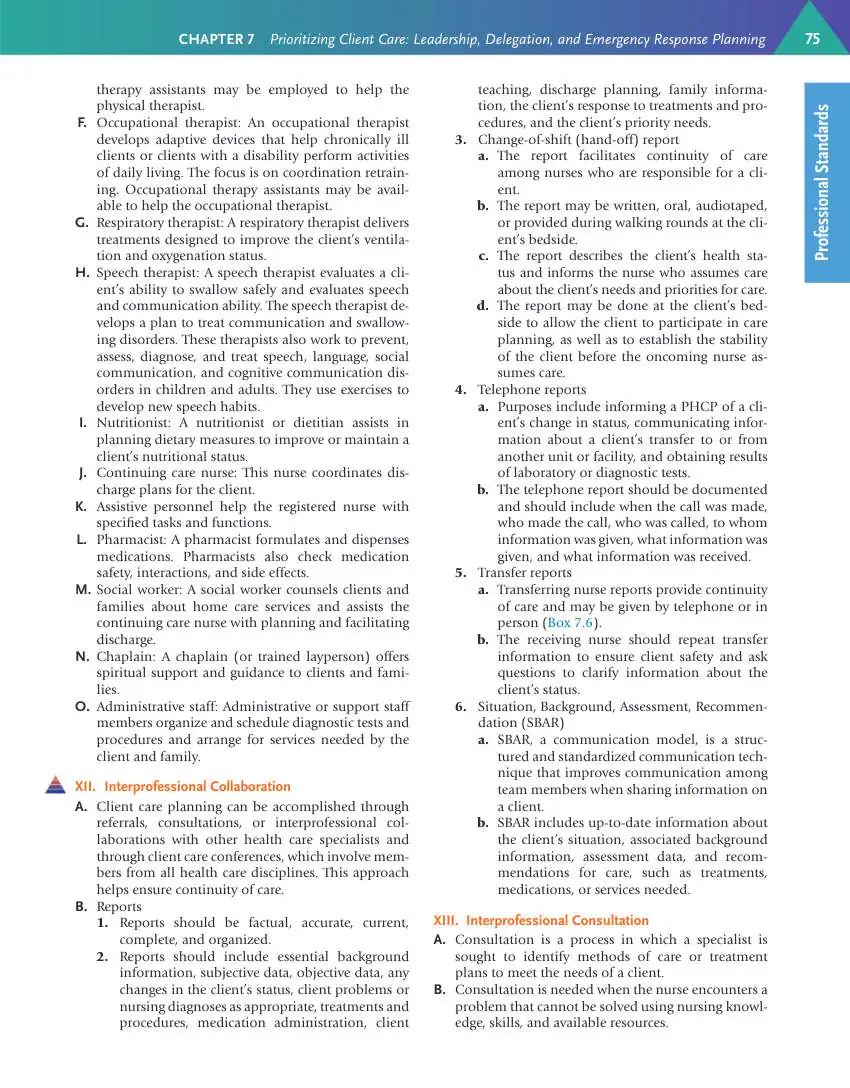 CHAPTER 7 Prioritizing Client Care: Leadership, Delegation, and Emergency Response Planning 75
therapy assistants may be employed to help the
physical therapist.
F. Occupational therapist: An occupational therapist
develops adaptive devices that help chronically ill
clients or clients with a disability perform activities
of daily living. The focus is on coordination retrain-
ing. Occupational therapy assistants may be avail-
able to help the occupational therapist.
G. Respiratory therapist: A respiratory therapist delivers
treatments designed to improve the client's ventila-
tion and oxygenation status.
H. Speech therapist: A speech therapist evaluates a cli-
ent's ability to swallow safely and evaluates speech
and communication ability. The speech therapist de-
velops a plan to treat communication and swallow-
ing disorders. These therapists also work to prevent,
assess, diagnose, and treat speech, language, social
communication, and cognitive communication dis-
orders in children and adults. They use exercises to
develop new speech habits.
I. Nutritionist: A nutritionist or dietitian assists in
planning dietary measures to improve or maintain a
client's nutritional status.
J. Continuing care nurse: This nurse coordinates dis-
charge plans for the client.
K. Assistive personnel help the registered nurse with
specified tasks and functions.
L. Pharmacist: A pharmacist formulates and dispenses
medications. Pharmacists also check medication
safety, interactions, and side effects.
M. Social worker: A social worker counsels clients and
families about home care services and assists the
continuing care nurse with planning and facilitating
discharge.
N. Chaplain: A chaplain (or trained layperson) offers
spiritual support and guidance to clients and fami-
lies.
O. Administrative staff: Administrative or support staff
members organize and schedule diagnostic tests and
procedures and arrange for services needed by the
client and family.
XII. Interprofessional Collaboration
A. Client care planning can be accomplished through
referrals, consultations, or interprofessional col-
laborations with other health care specialists and
through client care conferences, which involve mem-
bers from all health care disciplines. This approach
helps ensure continuity of care.
B. Reports
1. Reports should be factual, accurate, current,
complete, and organized.
2. Reports should include essential background
information, subjective data, objective data, any
changes in the client's status, client problems or
nursing diagnoses as appropriate, treatments and
procedures, medication administration, client
teaching, discharge planning, family informa-
tion, the client's response to treatments and pro-
cedures, and the client's priority needs.
3. Change-of-shift (hand-off) report
a. The report facilitates continuity of care
among nurses who are responsible for a cli-
ent.
b. The report may be written, oral, audiotaped,
or provided during walking rounds at the cli-
ent's bedside.
c. The report describes the client's health sta-
tus and informs the nurse who assumes care
about the client's needs and priorities for care.
d. The report may be done at the client's bed-
side to allow the client to participate in care
planning, as well as to establish the stability
of the client before the oncoming nurse as-
sumes care.
4. Telephone reports
a. Purposes include informing a PHCP of a cli-
ent's change in status, communicating infor-
mation about a client's transfer to or from
another unit or facility, and obtaining results
of laboratory or diagnostic tests.
b. The telephone report should be documented
and should include when the call was made,
who made the call, who was called, to whom
information was given, what information was
given, and what information was received.
5. Transfer reports
a. Transferring nurse reports provide continuity
of care and may be given by telephone or in
person (Box 7.6).
b. The receiving nurse should repeat transfer
information to ensure client safety and ask
questions to clarify information about the
client's status.
6. Situation, Background, Assessment, Recommen-
dation (SBAR)
a. SBAR, a communication model, is a struc-
tured and standardized communication tech-
nique that improves communication among
team members when sharing information on
a client.
b. SBAR includes up-to-date information about
the client's situation, associated background
information, assessment data, and recom-
mendations for care, such as treatments,
medications, or services needed.
XIII. Interprofessional Consultation
A. Consultation is a process in which a specialist is
sought to identify methods of care or treatment
plans to meet the needs of a client.
B. Consultation is needed when the nurse encounters a
problem that cannot be solved using nursing knowl-
edge, skills, and available resources.
Professional Standards